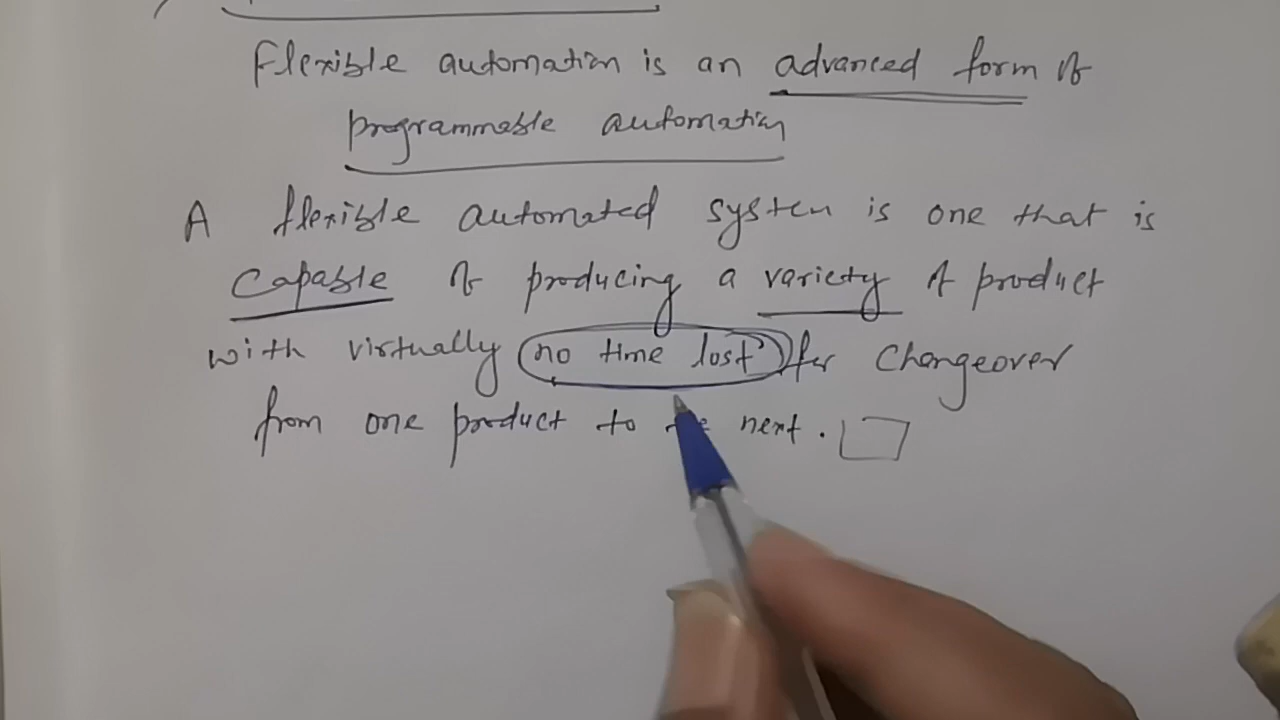 Flexible automation is an advanced form of
programmable automation
A flexible automated system is one that is
capable of producing a variety of product
with virtually no time lost for changeover
from one product to the next.